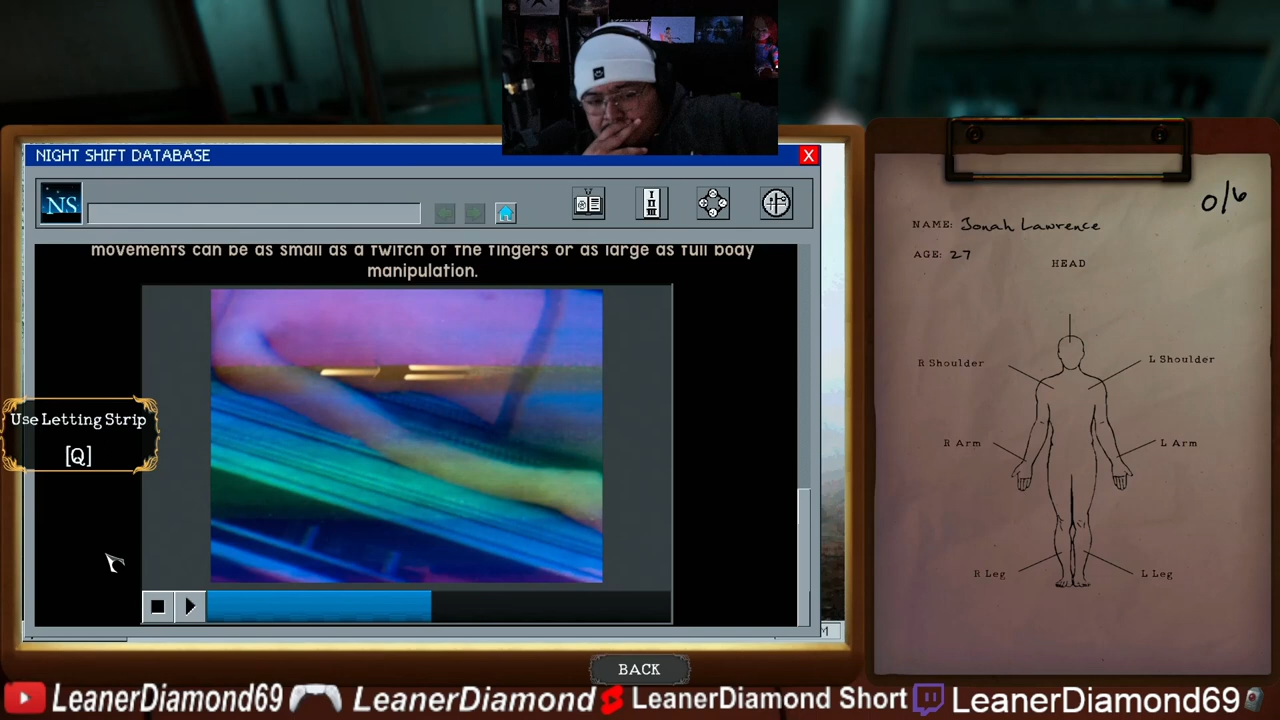 NIGHT SHIFT DATABASE
X
NS
I
II
III
movements can be as small as a twitch of the fingers or as large as full body
manipulation.
Use Letting Strip
[Q]
BACK
0/6
NAME: Jonah Lawrence
AGE: 27
HEAD
R Shoulder
L Shoulder
R Arm
L Arm
R Leg
L Leg
LeanerDiamond69
LeanerDiamond
LeanerDiamond Short
LeanerDiamond69